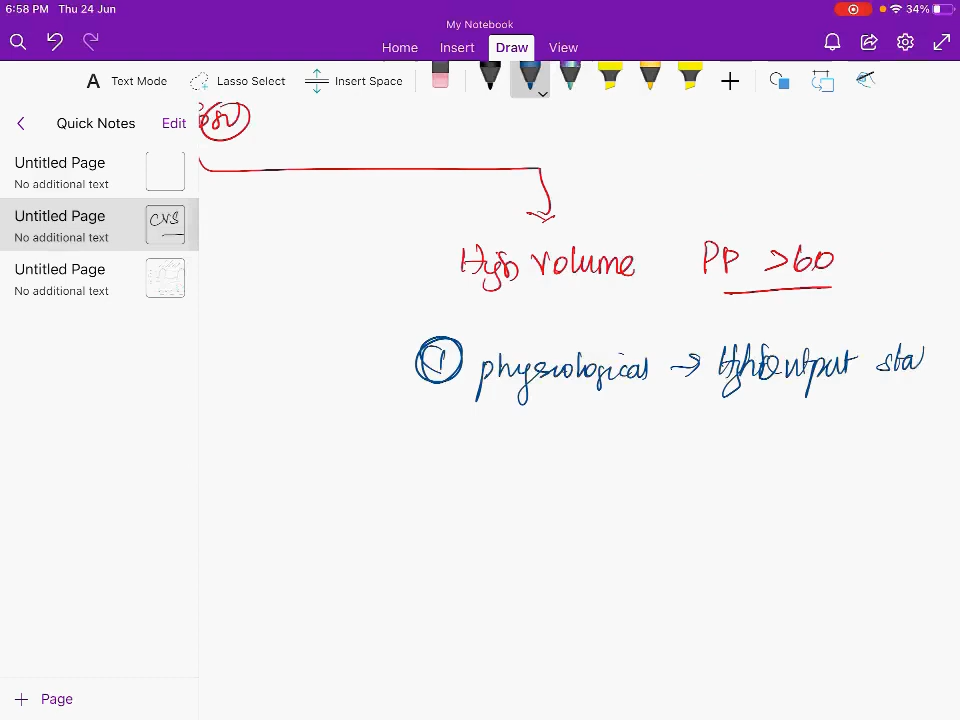 6:58 PM Thu 24 Jun
34%
My Notebook
Home Insert Draw View
Text Mode Lasso Select Insert Space
Quick Notes Edit
Untitled Page
No additional text
Untitled Page
No additional text
CNS
Untitled Page
No additional text
High volume PP >60
① physiological → High output sta
Page